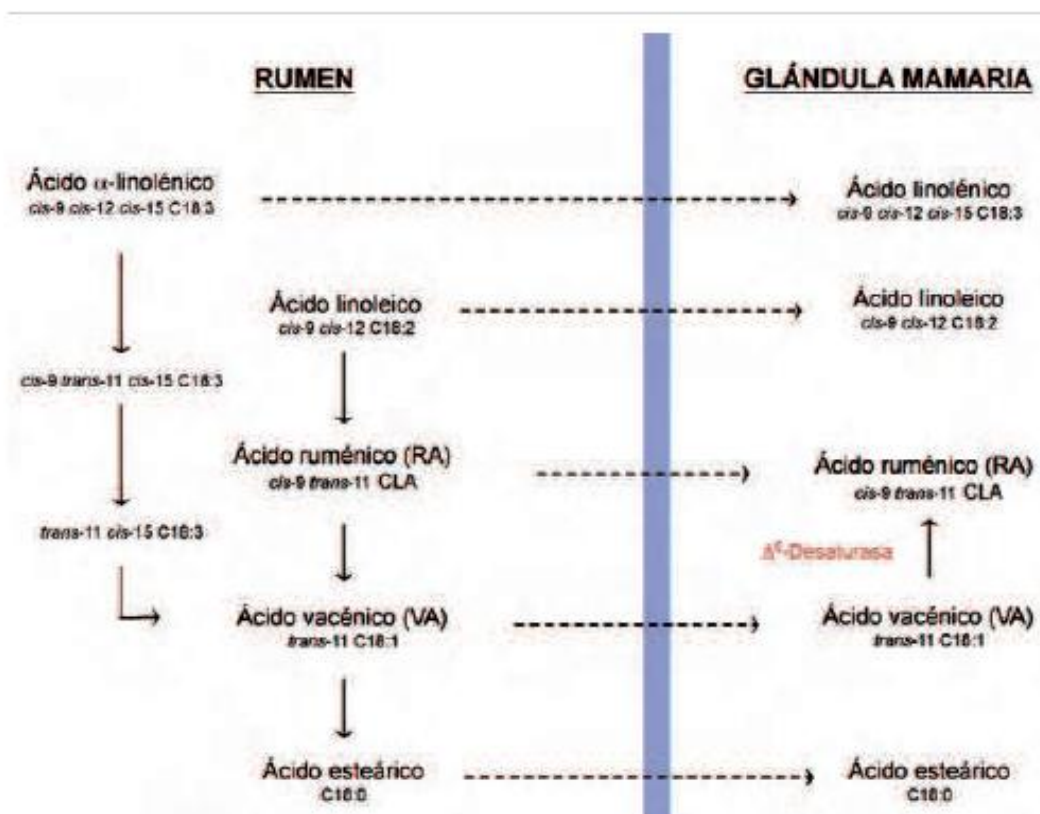 RUMEN
GLÁNDULA MAMARIA
Ácido α-linolénico
cis-9 cis-12 cis-15 C18:3
Ácido linolénico
cis-9 cis-12 cis-15 C18:3
Ácido linoleico
cis-9 cis-12 C18:2
Ácido linoleico
cis-9 cis-12 C18:2
cis-9 trans-11 cis-15 C18:3
Ácido ruménico (RA)
cis-9 trans-11 CLA
Ácido ruménico (RA)
cis-9 trans-11 CLA
trans-11 cis-15 C18:3
Δ⁹-Desaturasa
Ácido vacénico (VA)
trans-11 C18:1
Ácido vacénico (VA)
trans-11 C18:1
Ácido esteárico
C18:0
Ácido esteárico
C18:0